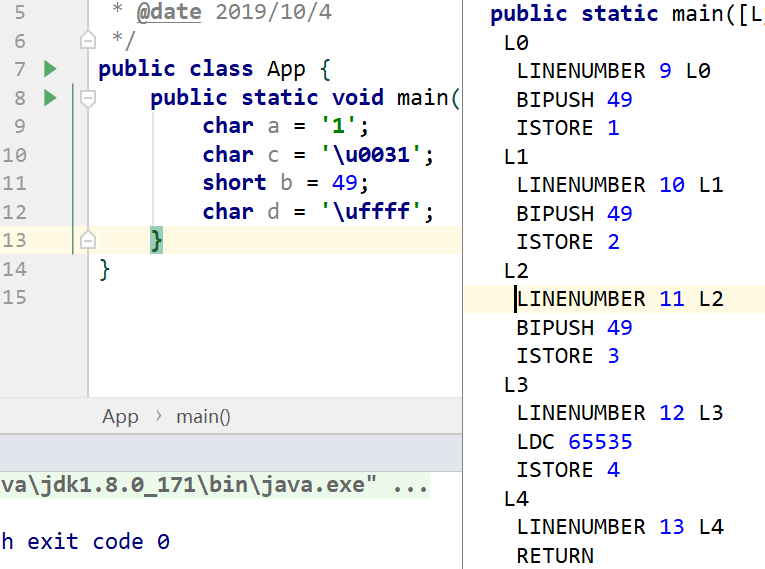 5 * @date 2019/10/4
6 */
7 public class App {
8 public static void main(
9 char a = '1';
10 char c = '\u0031';
11 short b = 49;
12 char d = '\uffff';
13 }
14 }
15
App › main()
va\jdk1.8.0_171\bin\java.exe" ...
h exit code 0
public static main([L
L0
LINENUMBER 9 L0
BIPUSH 49
ISTORE 1
L1
LINENUMBER 10 L1
BIPUSH 49
ISTORE 2
L2
LINENUMBER 11 L2
BIPUSH 49
ISTORE 3
L3
LINENUMBER 12 L3
LDC 65535
ISTORE 4
L4
LINENUMBER 13 L4
RETURN